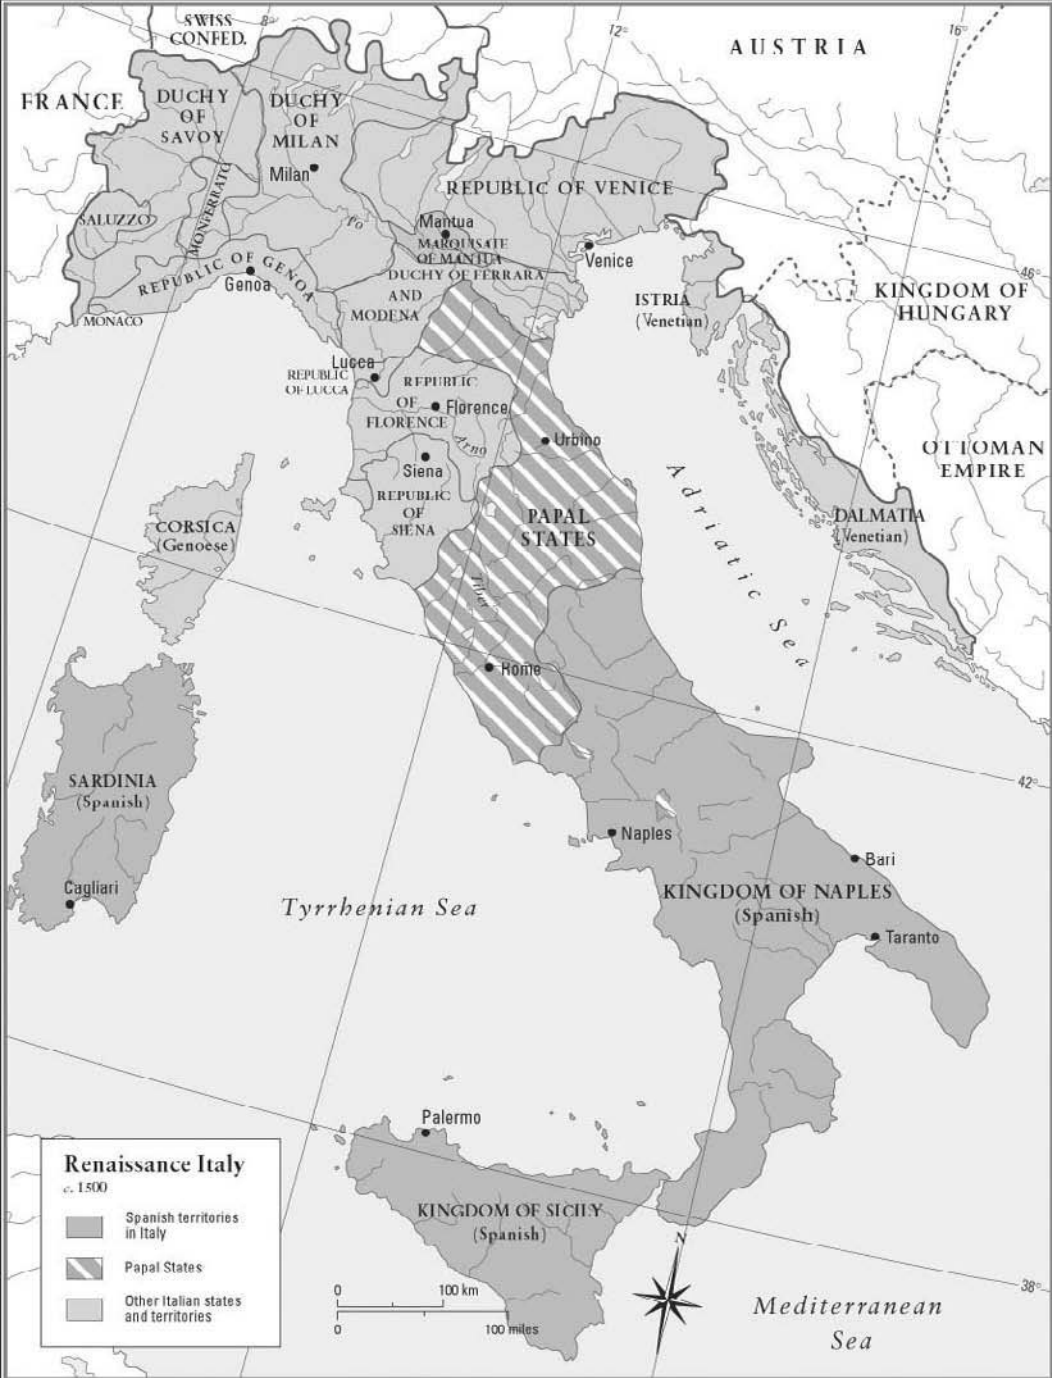 SWISS
CONFED.
8°
12°
16°
AUSTRIA
FRANCE
DUCHY
OF
SAVOY
DUCHY
OF
MILAN
Milan
REPUBLIC OF VENICE
SALUZZO
MONFERRATO
Po
Mantua
MARQUISATE
OF MANTUA
Venice
DUCHY OF FERRARA
AND
MODENA
REPUBLIC OF GENOA
Genoa
MONACO
ISTRIA
(Venetian)
46°
KINGDOM OF
HUNGARY
Lucca
REPUBLIC
OF LUCCA
REPUBLIC
OF
FLORENCE
Florence
Arno
Urbino
Siena
REPUBLIC
OF
SIENA
OTTOMAN
EMPIRE
Adriatic Sea
PAPAL
STATES
DALMATIA
(Venetian)
CORSICA
(Genoese)
Tiber
Rome
SARDINIA
(Spanish)
42°
Cagliari
Naples
Bari
KINGDOM OF NAPLES
(Spanish)
Tyrrhenian Sea
Taranto
Palermo
KINGDOM OF SICILY
(Spanish)
N
38°
Mediterranean
Sea
Renaissance Italy
c. 1500
Spanish territories
in Italy
Papal States
Other Italian states
and territories
0
100 km
0
100 miles